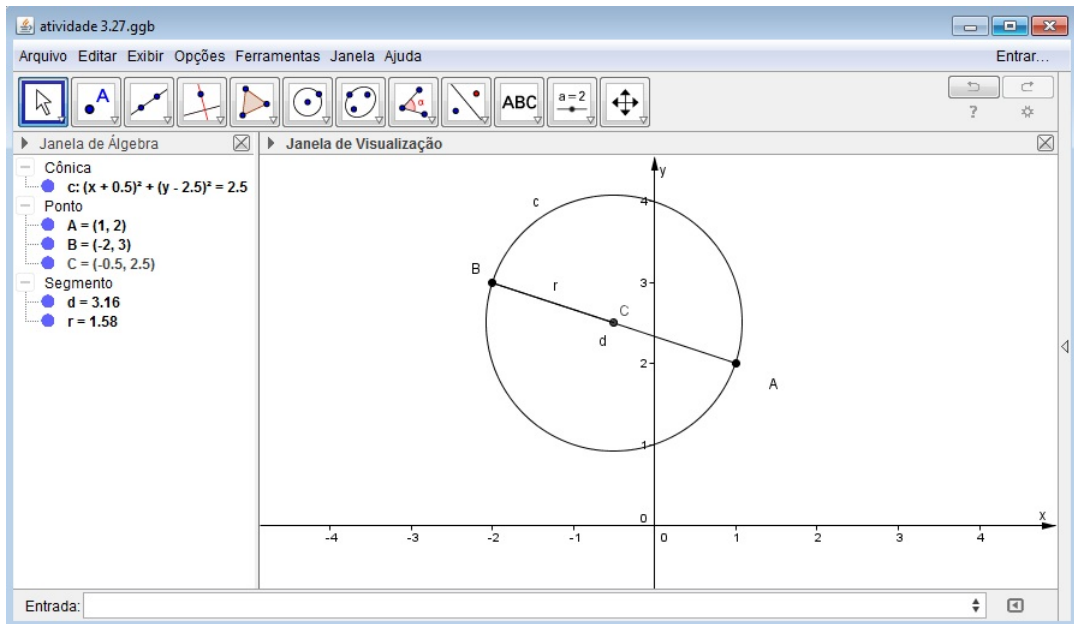 atividade 3.27.ggb
Arquivo Editar Exibir Opções Ferramentas Janela Ajuda Entrar...
A α ABC a = 2 ?
Janela de Álgebra
Janela de Visualização
Cônica
c: (x + 0.5)² + (y - 2.5)² = 2.5
Ponto
A = (1, 2)
B = (-2, 3)
C = (-0.5, 2.5)
Segmento
d = 3.16
r = 1.58
y
c
4
B
3
r
C
d
2
A
1
0
x
-4 -3 -2 -1 0 1 2 3 4
Entrada: